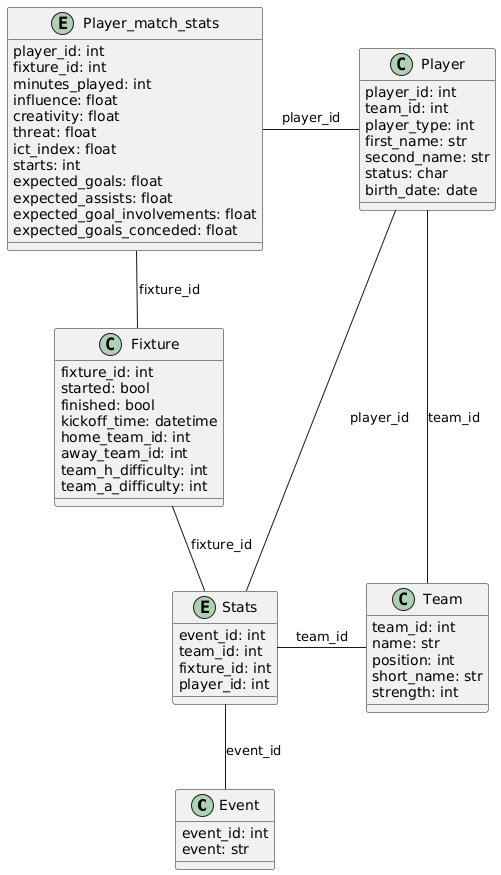 E Player_match_stats
player_id: int
fixture_id: int
minutes_played: int
influence: float
creativity: float
threat: float
ict_index: float
starts: int
expected_goals: float
expected_assists: float
expected_goal_involvements: float
expected_goals_conceded: float
player_id
C Player
player_id: int
team_id: int
player_type: int
first_name: str
second_name: str
status: char
birth_date: date
fixture_id
C Fixture
fixture_id: int
started: bool
finished: bool
kickoff_time: datetime
home_team_id: int
away_team_id: int
team_h_difficulty: int
team_a_difficulty: int
player_id
team_id
fixture_id
E Stats
event_id: int
team_id: int
fixture_id: int
player_id: int
team_id
C Team
team_id: int
name: str
position: int
short_name: str
strength: int
event_id
C Event
event_id: int
event: str